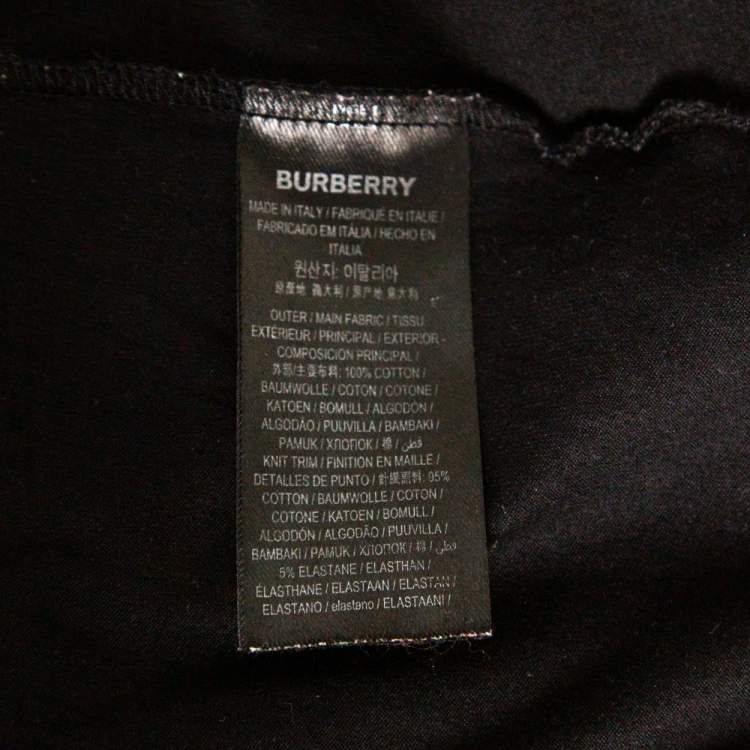 BURBERRY
MADE IN ITALY / FABRIQUÉ EN ITALIE /
FABRICADO EM ITÁLIA / HECHO EN
ITALIA
원산지: 이탈리아
原産地 義大利 / 原产地 意大利
OUTER / MAIN FABRIC / TISSU
EXTÉRIEUR / PRINCIPAL / EXTERIOR -
COMPOSICIÓN PRINCIPAL /
外部/主要布料: 100% COTTON /
BAUMWOLLE / COTON / COTONE /
KATOEN / BOMULL / ALGODÓN /
ALGODÃO / PUUVILLA / BAMBAKI /
PAMUK / ХЛОПОК / 棉 / قطن /
KNIT TRIM / FINITION EN MAILLE /
DETALLES DE PUNTO / 針織照料: 95%
COTTON / BAUMWOLLE / COTON /
COTONE / KATOEN / BOMULL /
ALGODÓN / ALGODÃO / PUUVILLA /
BAMBAKI / PAMUK / ХЛОПОК / 棉 / قطن /
5% ELASTANE / ELASTHAN /
ÉLASTHANE / ELASTAAN / ELASTAN /
ELASTANO / elastano / ELASTAANI /